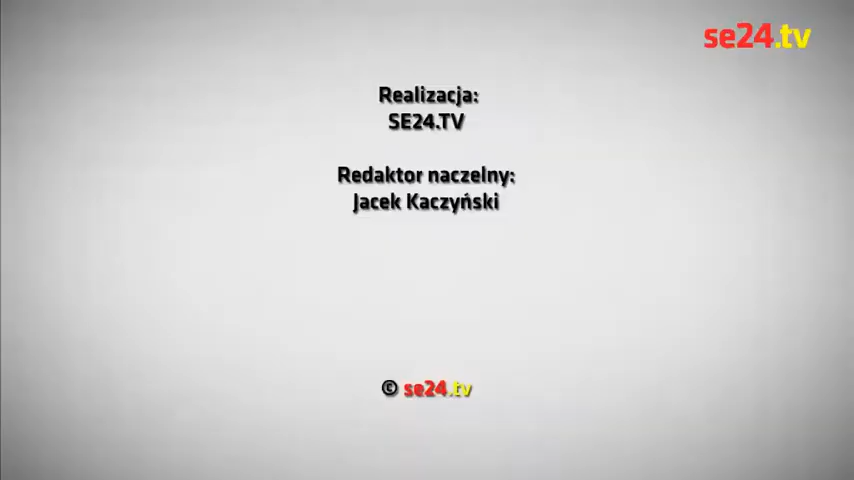 se24.tv
Realizacja:
SE24.TV
Redaktor naczelny:
Jacek Kaczyński
© se24.tv